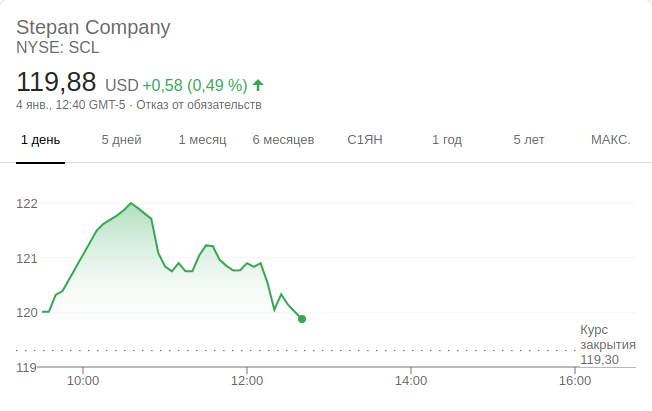 Stepan Company
NYSE: SCL
119,88 USD +0,58 (0,49 %)
4 янв., 12:40 GMT-5 · Отказ от обязательств
1 день 5 дней 1 месяц 6 месяцев С1ЯН 1 год 5 лет МАКС.
122
121
120
Курс
закрытия
119,30
119
10:00 12:00 14:00 16:00